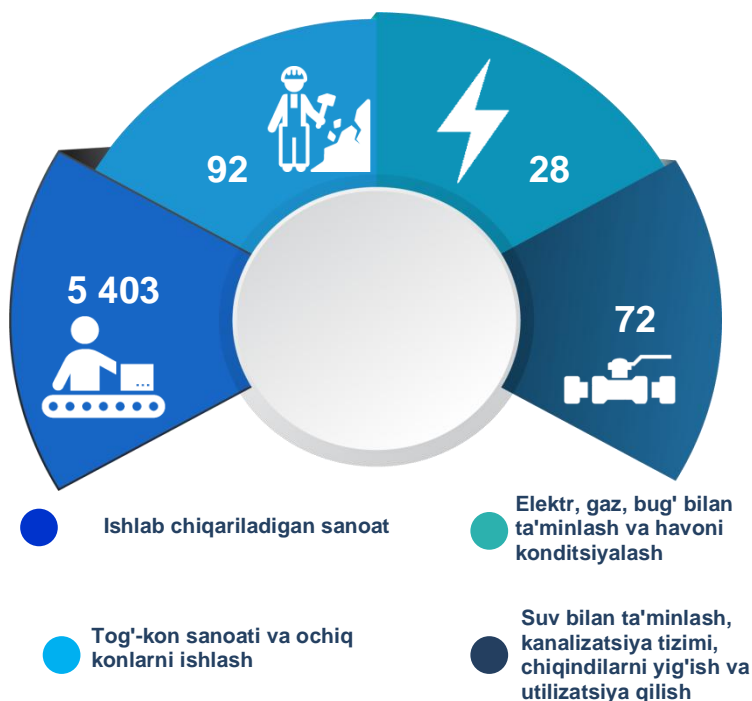 92
28
5 403
72
Ishlab chiqariladigan sanoat
Elektr, gaz, bug' bilan
ta'minlash va havoni
konditsiyalash
Tog'-kon sanoati va ochiq
konlarni ishlash
Suv bilan ta'minlash,
kanalizatsiya tizimi,
chiqindilarni yig'ish va
utilizatsiya qilish